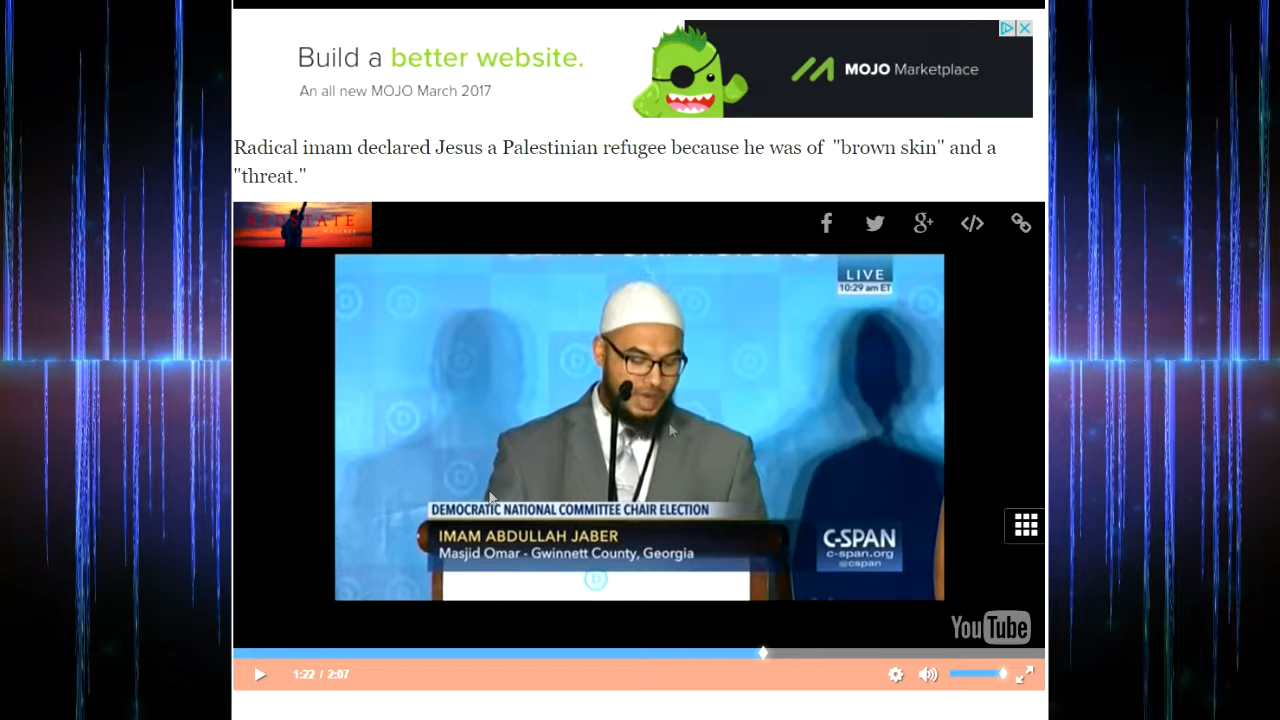 Build a better website.
An all new MOJO March 2017
MOJO Marketplace
Radical imam declared Jesus a Palestinian refugee because he was of "brown skin" and a
"threat."
REDSTATE
WATCHER
LIVE
10:29 am ET
DEMOCRATIC NATIONAL COMMITTEE CHAIR ELECTION
IMAM ABDULLAH JABER
Masjid Omar - Gwinnett County, Georgia
C-SPAN
c-span.org
@cspan
YouTube
1:22 / 2:07